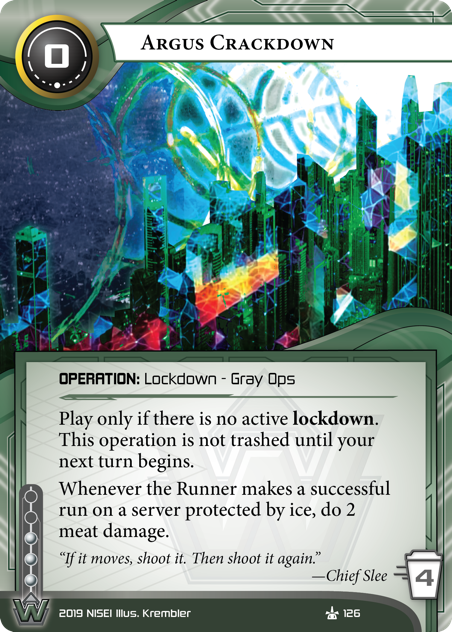 0
ARGUS CRACKDOWN
OPERATION: Lockdown - Gray Ops
Play only if there is no active lockdown.
This operation is not trashed until your
next turn begins.
Whenever the Runner makes a successful
run on a server protected by ice, do 2
meat damage.
“If it moves, shoot it. Then shoot it again.”
—Chief Slee
4
W
2019 NISEI Illus. Krembler
126